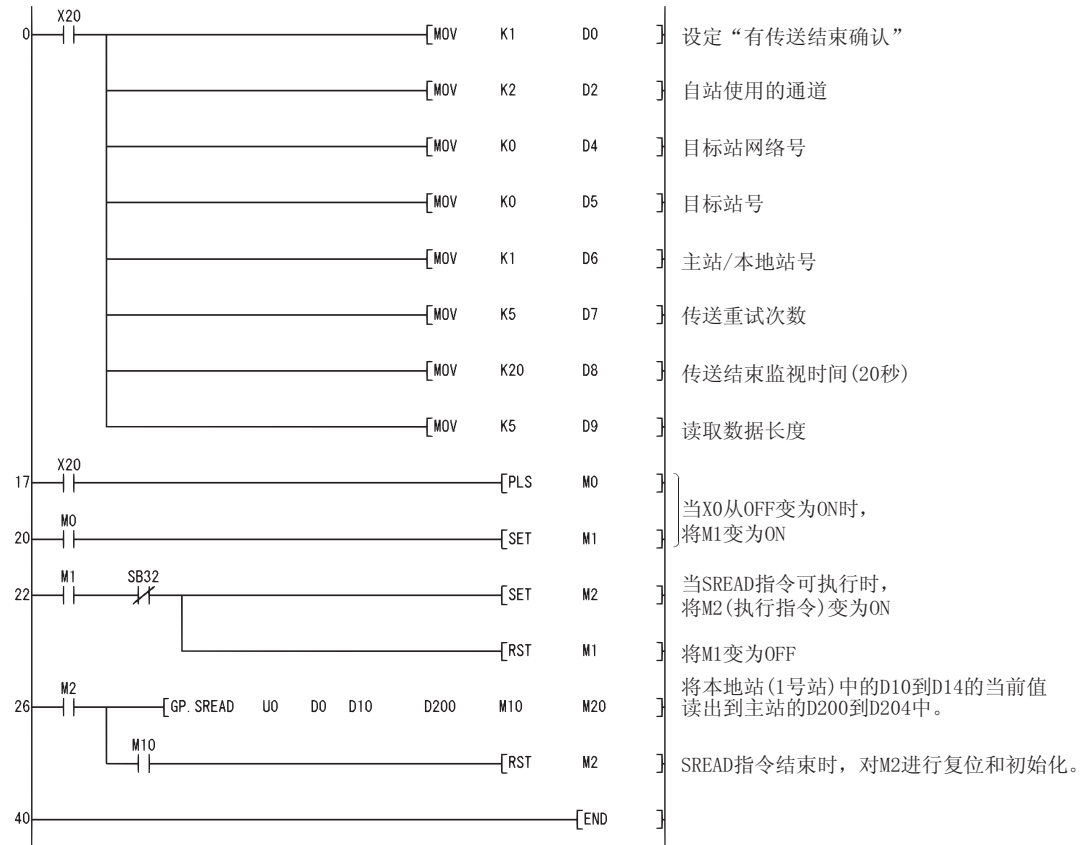 X20
0 [MOV K1 D0 ] 设定“有传送结束确认”
[MOV K2 D2 ] 自站使用的通道
[MOV K0 D4 ] 目标站网络号
[MOV K0 D5 ] 目标站号
[MOV K1 D6 ] 主站/本地站号
[MOV K5 D7 ] 传送重试次数
[MOV K20 D8 ] 传送结束监视时间(20秒)
[MOV K5 D9 ] 读取数据长度
X20
17 [PLS M0 ]
当X0从OFF变为ON时，
将M1变为ON
M0
20 [SET M1 ]
M1 SB32
22 [SET M2 ]
当SREAD指令可执行时，
将M2(执行指令)变为ON
[RST M1 ] 将M1变为OFF
M2
26 [GP.SREAD U0 D0 D10 D200 M10 M20 ]
将本地站(1号站)中的D10到D14的当前值
读出到主站的D200到D204中。
M10
[RST M2 ] SREAD指令结束时，对M2进行复位和初始化。
40 [END ]